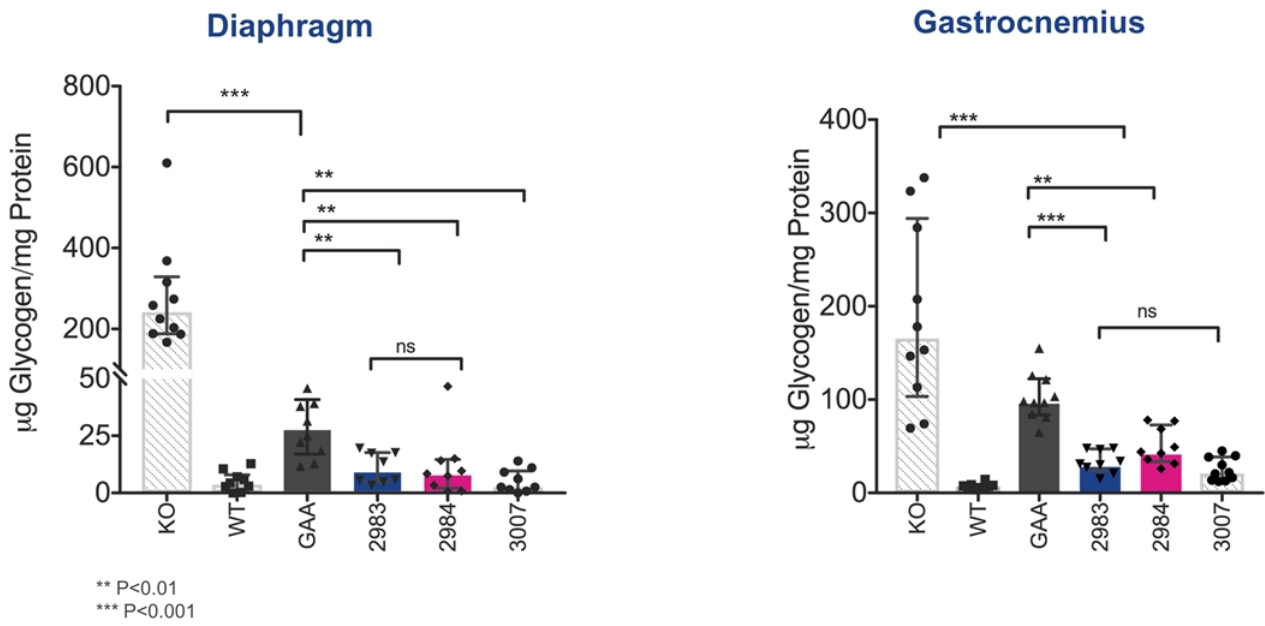 Diaphragm
µg Glycogen/mg Protein
800
600
400
200
50
25
0
***
**
**
**
ns
KO
WT
GAA
2983
2984
3007
** P<0.01
*** P<0.001
Gastrocnemius
µg Glycogen/mg Protein
400
300
200
100
0
***
**
***
ns
KO
WT
GAA
2983
2984
3007